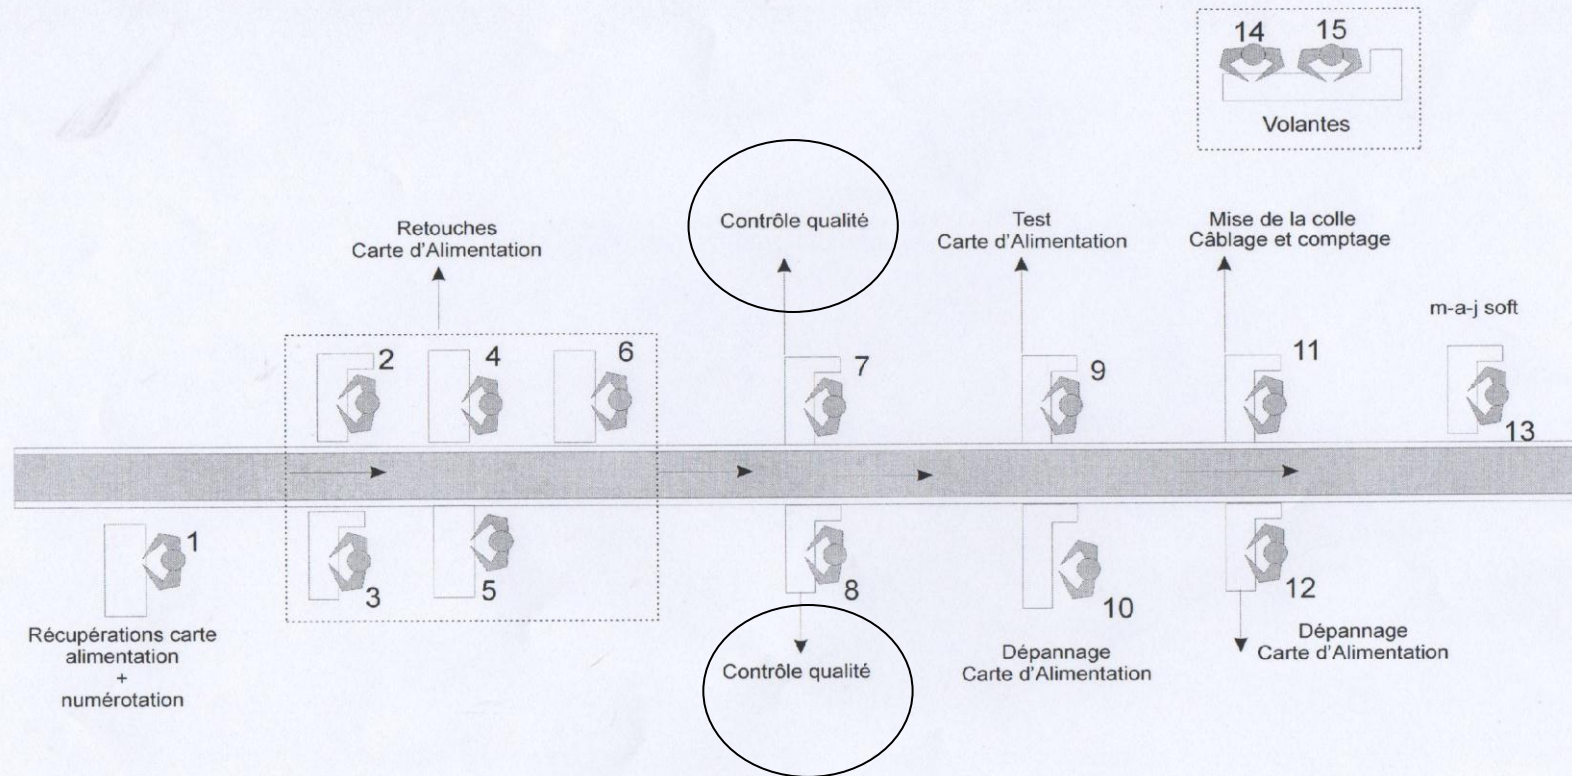 14
15
Volantes
Retouches
Carte d'Alimentation
Contrôle qualité
Test
Carte d'Alimentation
Mise de la colle
Câblage et comptage
m-a-j soft
2
4
6
7
9
11
13
1
3
5
8
10
12
Récupérations carte
alimentation
+
numérotation
Contrôle qualité
Dépannage
Carte d'Alimentation
Dépannage
Carte d'Alimentation